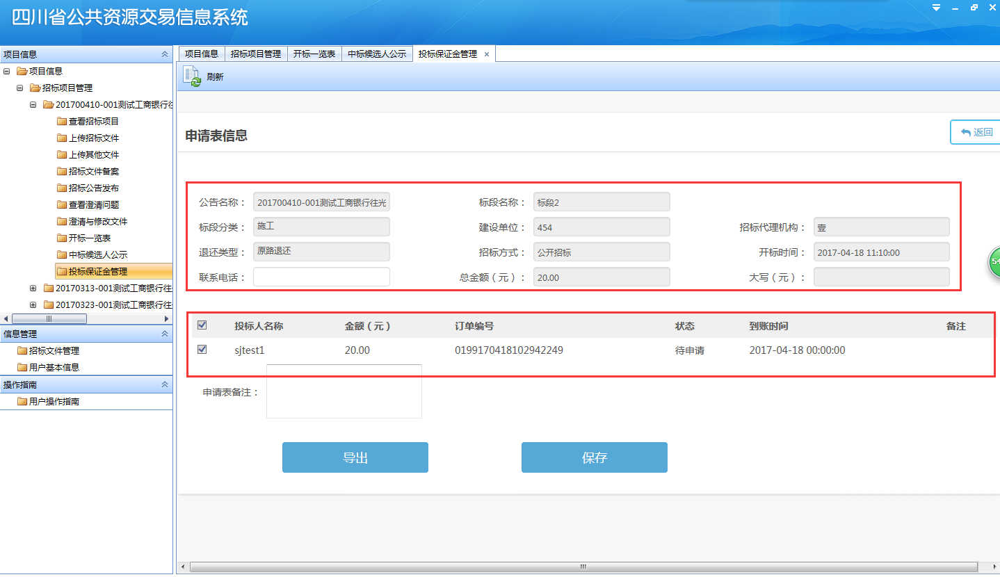 四川省公共资源交易信息系统
项目信息
项目信息
招标项目管理
201700410-001测试工商银行往
查看招标项目
上传招标文件
上传其他文件
招标文件备案
招标公告发布
查看澄清问题
澄清与修改文件
开标一览表
中标候选人公示
投标保证金管理
20170313-001测试工商银行往
20170323-001测试工商银行往
信息管理
招标文件管理
用户基本信息
操作指南
用户操作指南
项目信息 招标项目管理 开标一览表 中标候选人公示 投标保证金管理 ×
刷新
申请表信息
返回
公告名称： 201700410-001测试工商银行往光 标段名称： 标段2
标段分类： 施工 建设单位： 454 招标代理机构： 壹
退还类型： 原路退还 招标方式： 公开招标 开标时间： 2017-04-18 11:10:00
联系电话： 总金额（元）： 20.00 大写（元）：
投标人名称 金额（元） 订单编号 状态 到账时间 备注
sjtest1 20.00 0199170418102942249 待申请 2017-04-18 00:00:00
申请表备注：
导出 保存
54